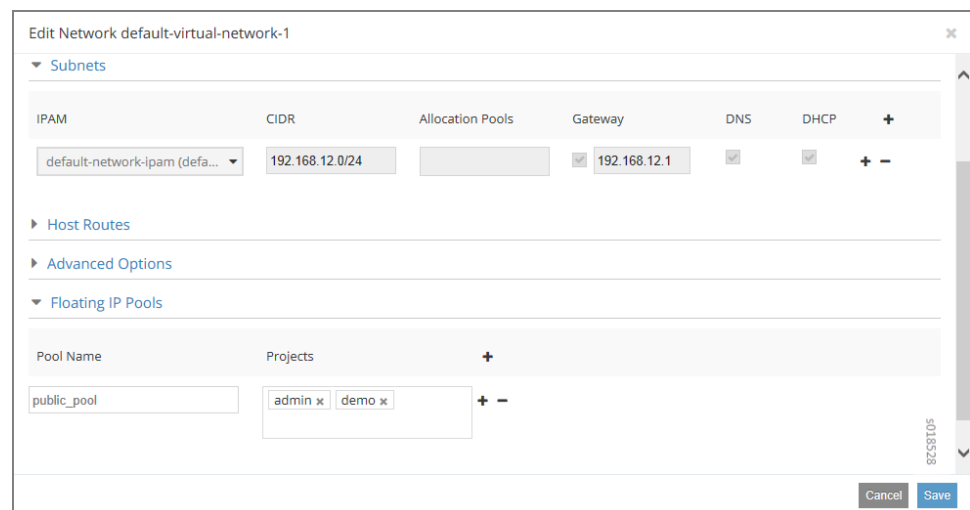 Edit Network default-virtual-network-1
Subnets
IPAM CIDR Allocation Pools Gateway DNS DHCP
default-network-ipam (defa... 192.168.12.0/24 192.168.12.1
Host Routes
Advanced Options
Floating IP Pools
Pool Name Projects
public_pool admin demo
s018528
Cancel Save